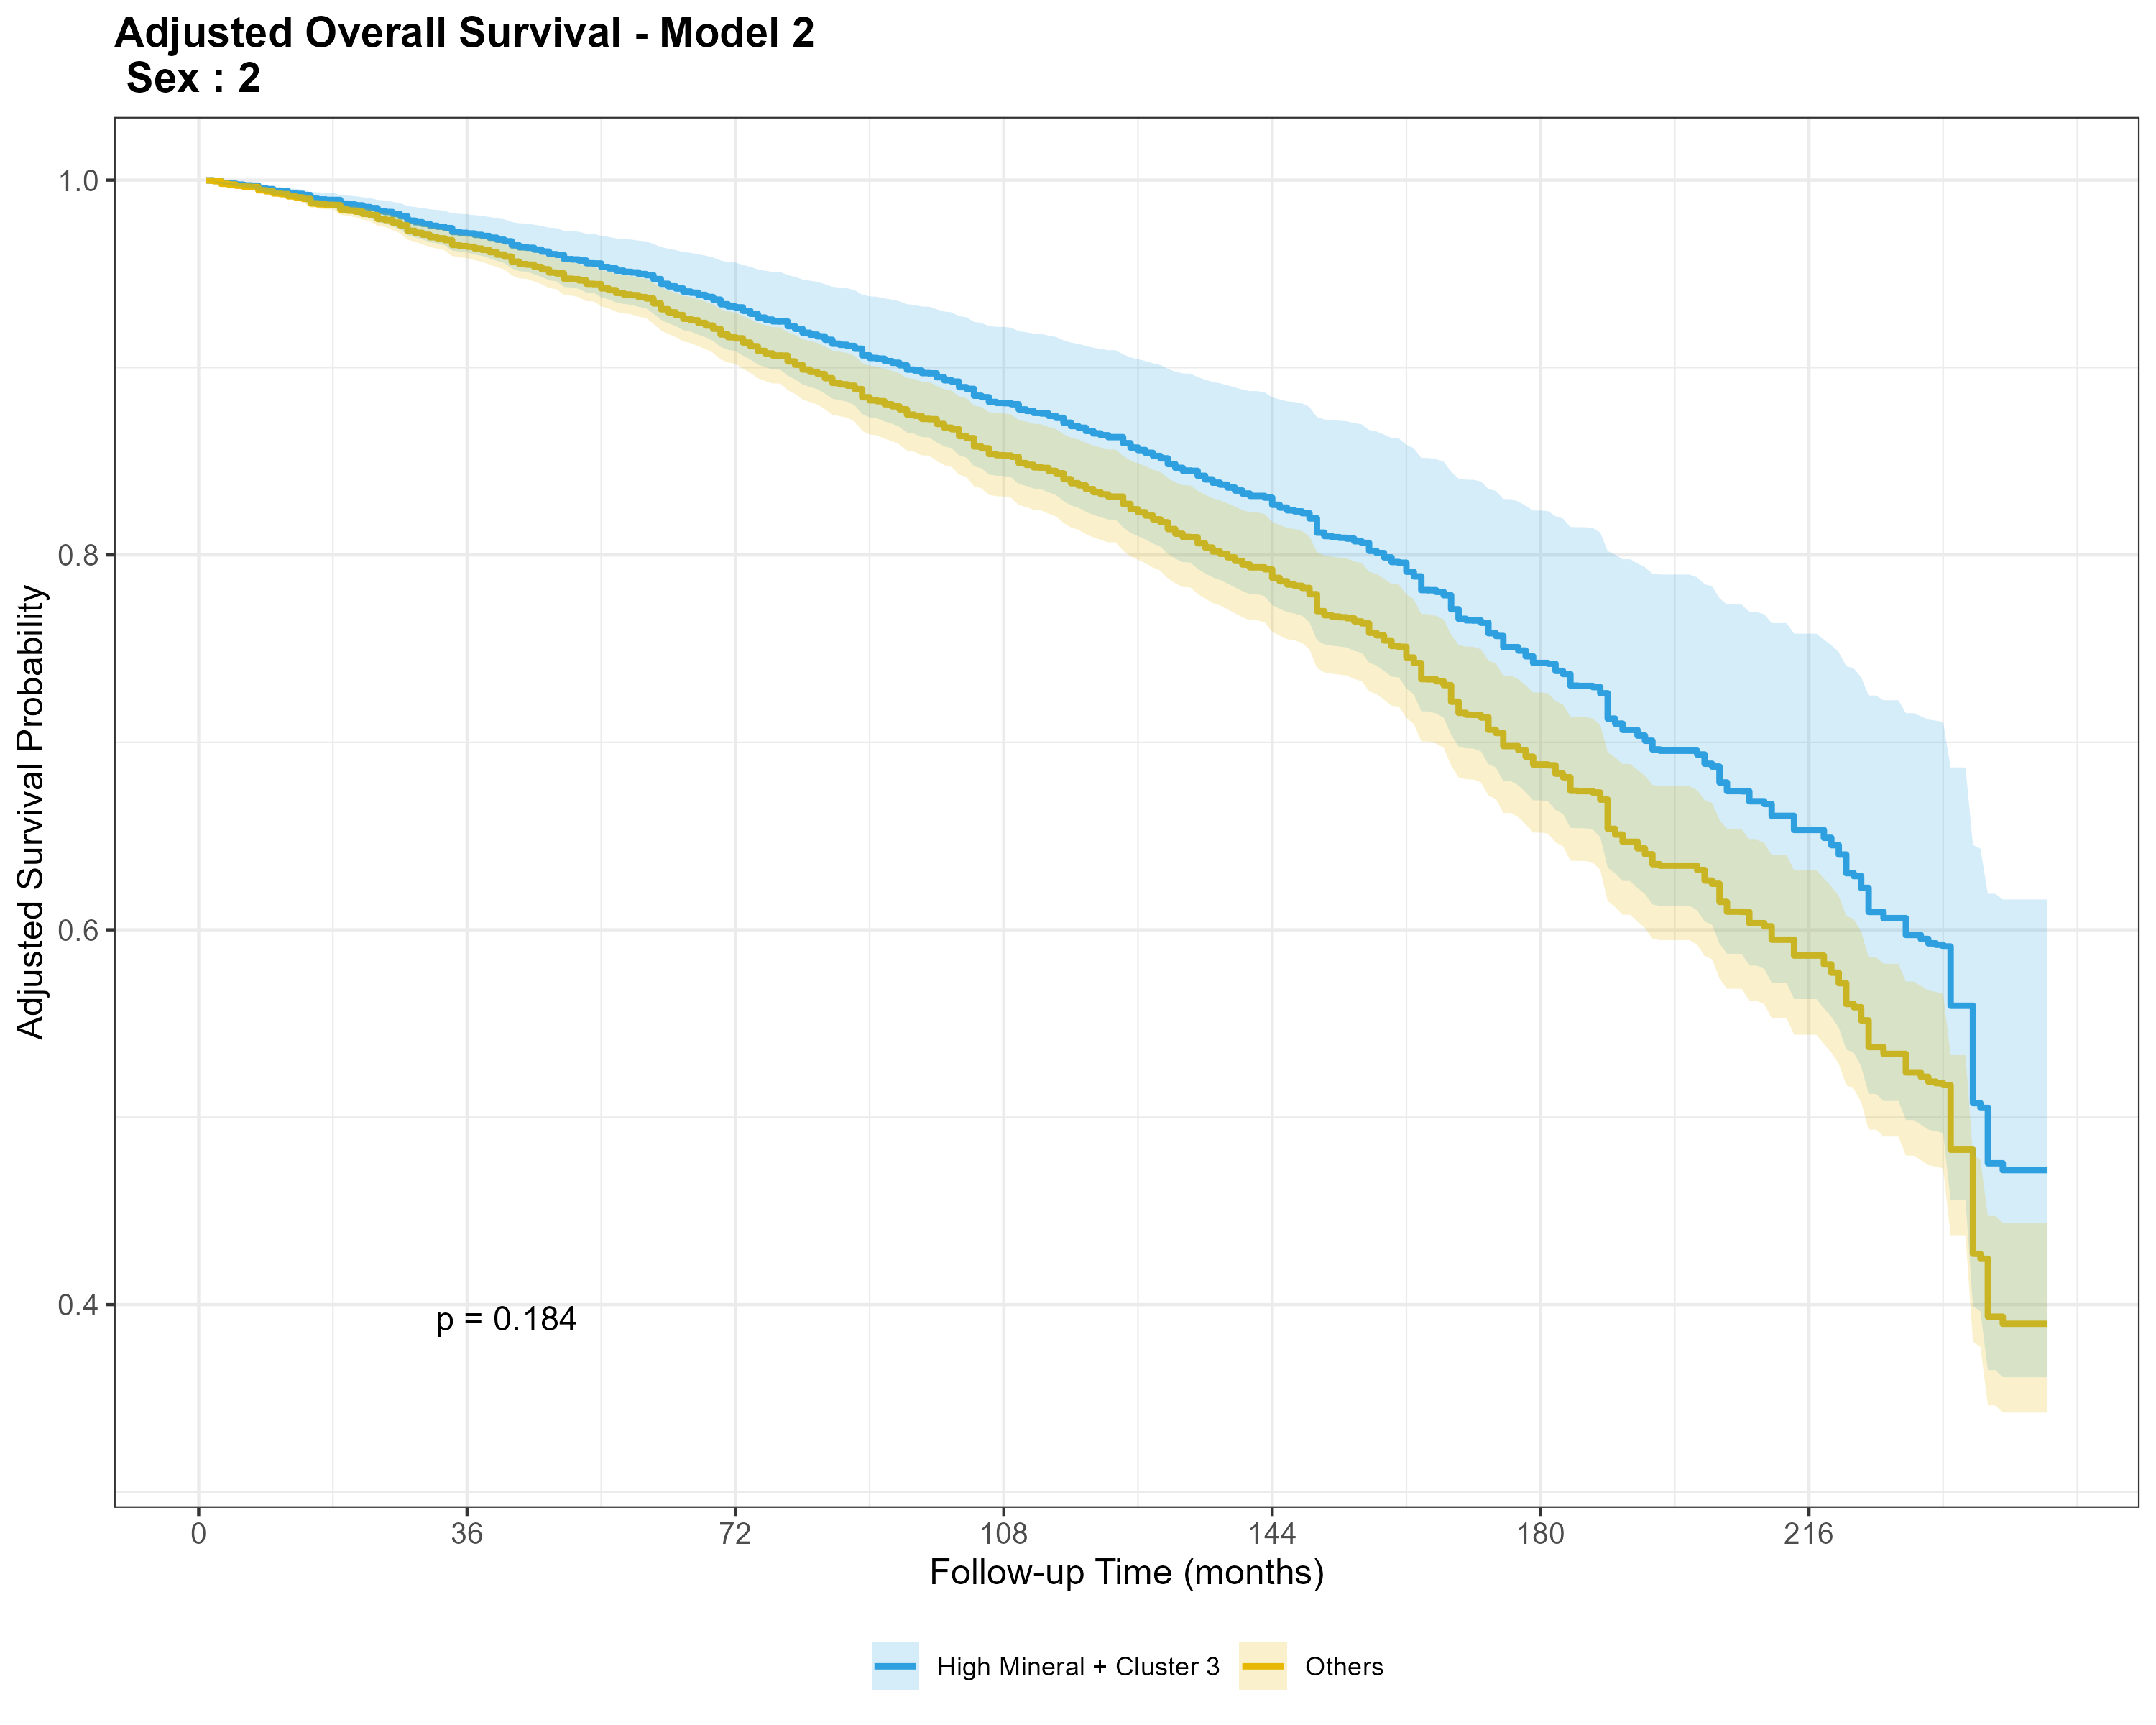 Adjusted Overall Survival - Model 2
Sex : 2
Adjusted Survival Probability
1.0
0.8
0.6
0.4
p = 0.184
0 36 72 108 144 180 216
Follow-up Time (months)
High Mineral + Cluster 3 Others